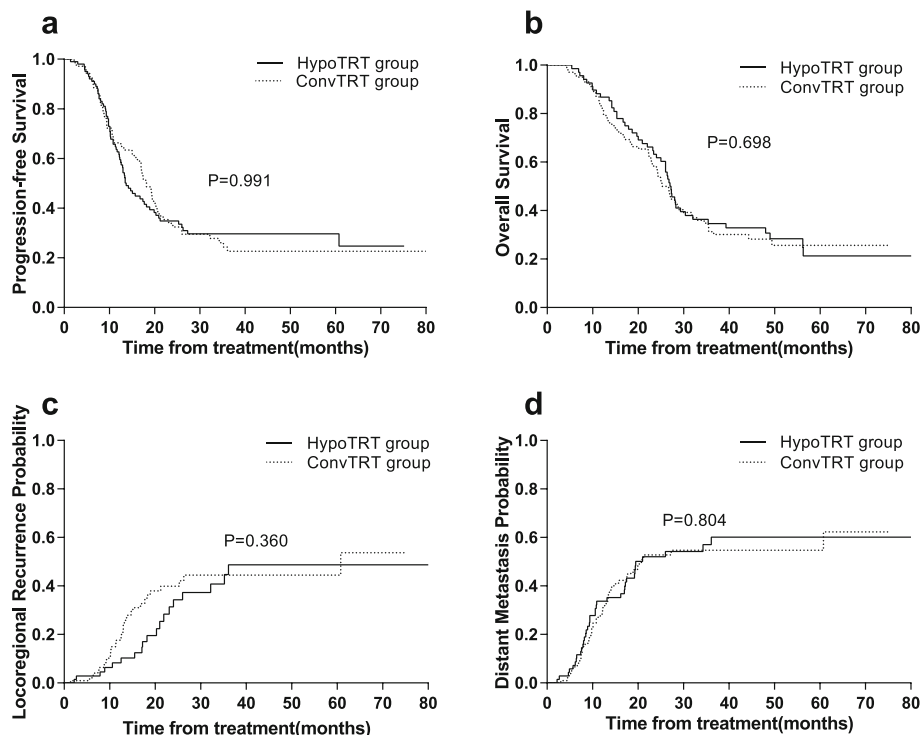 a
HypoTRT group
ConvTRT group
P=0.991
Progression-free Survival
1.0
0.8
0.6
0.4
0.2
0.0
0 10 20 30 40 50 60 70 80
Time from treatment(months)
b
HypoTRT group
ConvTRT group
P=0.698
Overall Survival
1.0
0.8
0.6
0.4
0.2
0.0
0 10 20 30 40 50 60 70 80
Time from treatment(months)
c
HypoTRT group
ConvTRT group
P=0.360
Locoregional Recurrence Probability
1.0
0.8
0.6
0.4
0.2
0.0
0 10 20 30 40 50 60 70 80
Time from treatment(months)
d
HypoTRT group
ConvTRT group
P=0.804
Distant Metastasis Probability
1.0
0.8
0.6
0.4
0.2
0.0
0 10 20 30 40 50 60 70 80
Time from treatment(months)